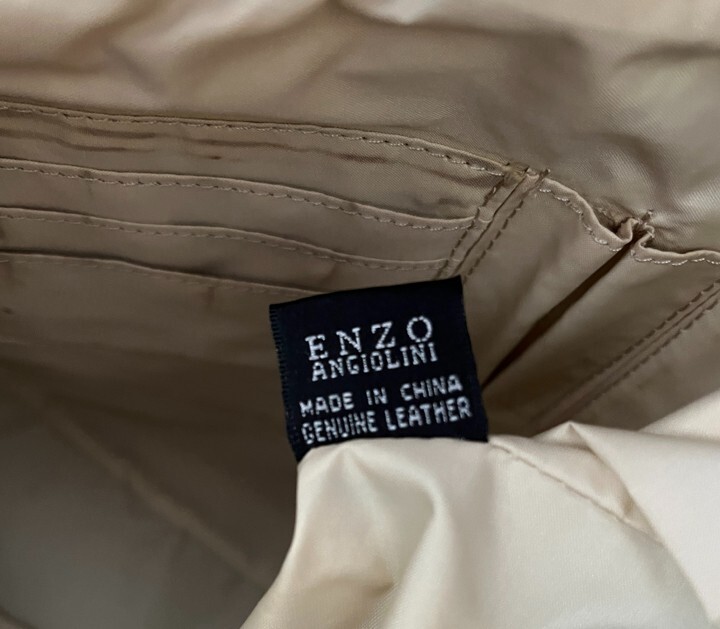 ENZO
ANGIOLINI
MADE IN CHINA
GENUINE LEATHER